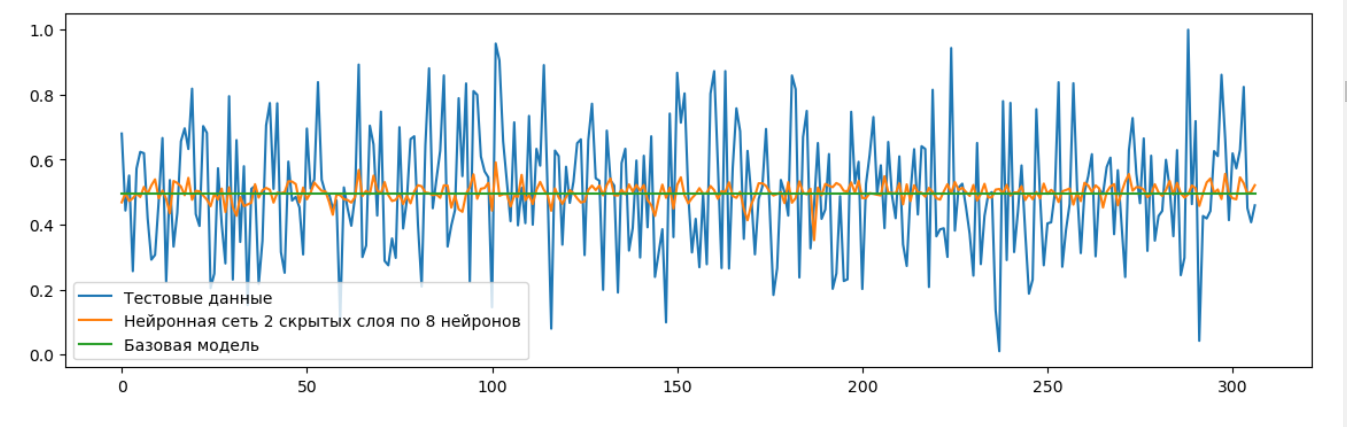 1.0
0.8
0.6
0.4
0.2
0.0
Тестовые данные
Нейронная сеть 2 скрытых слоя по 8 нейронов
Базовая модель
0 50 100 150 200 250 300